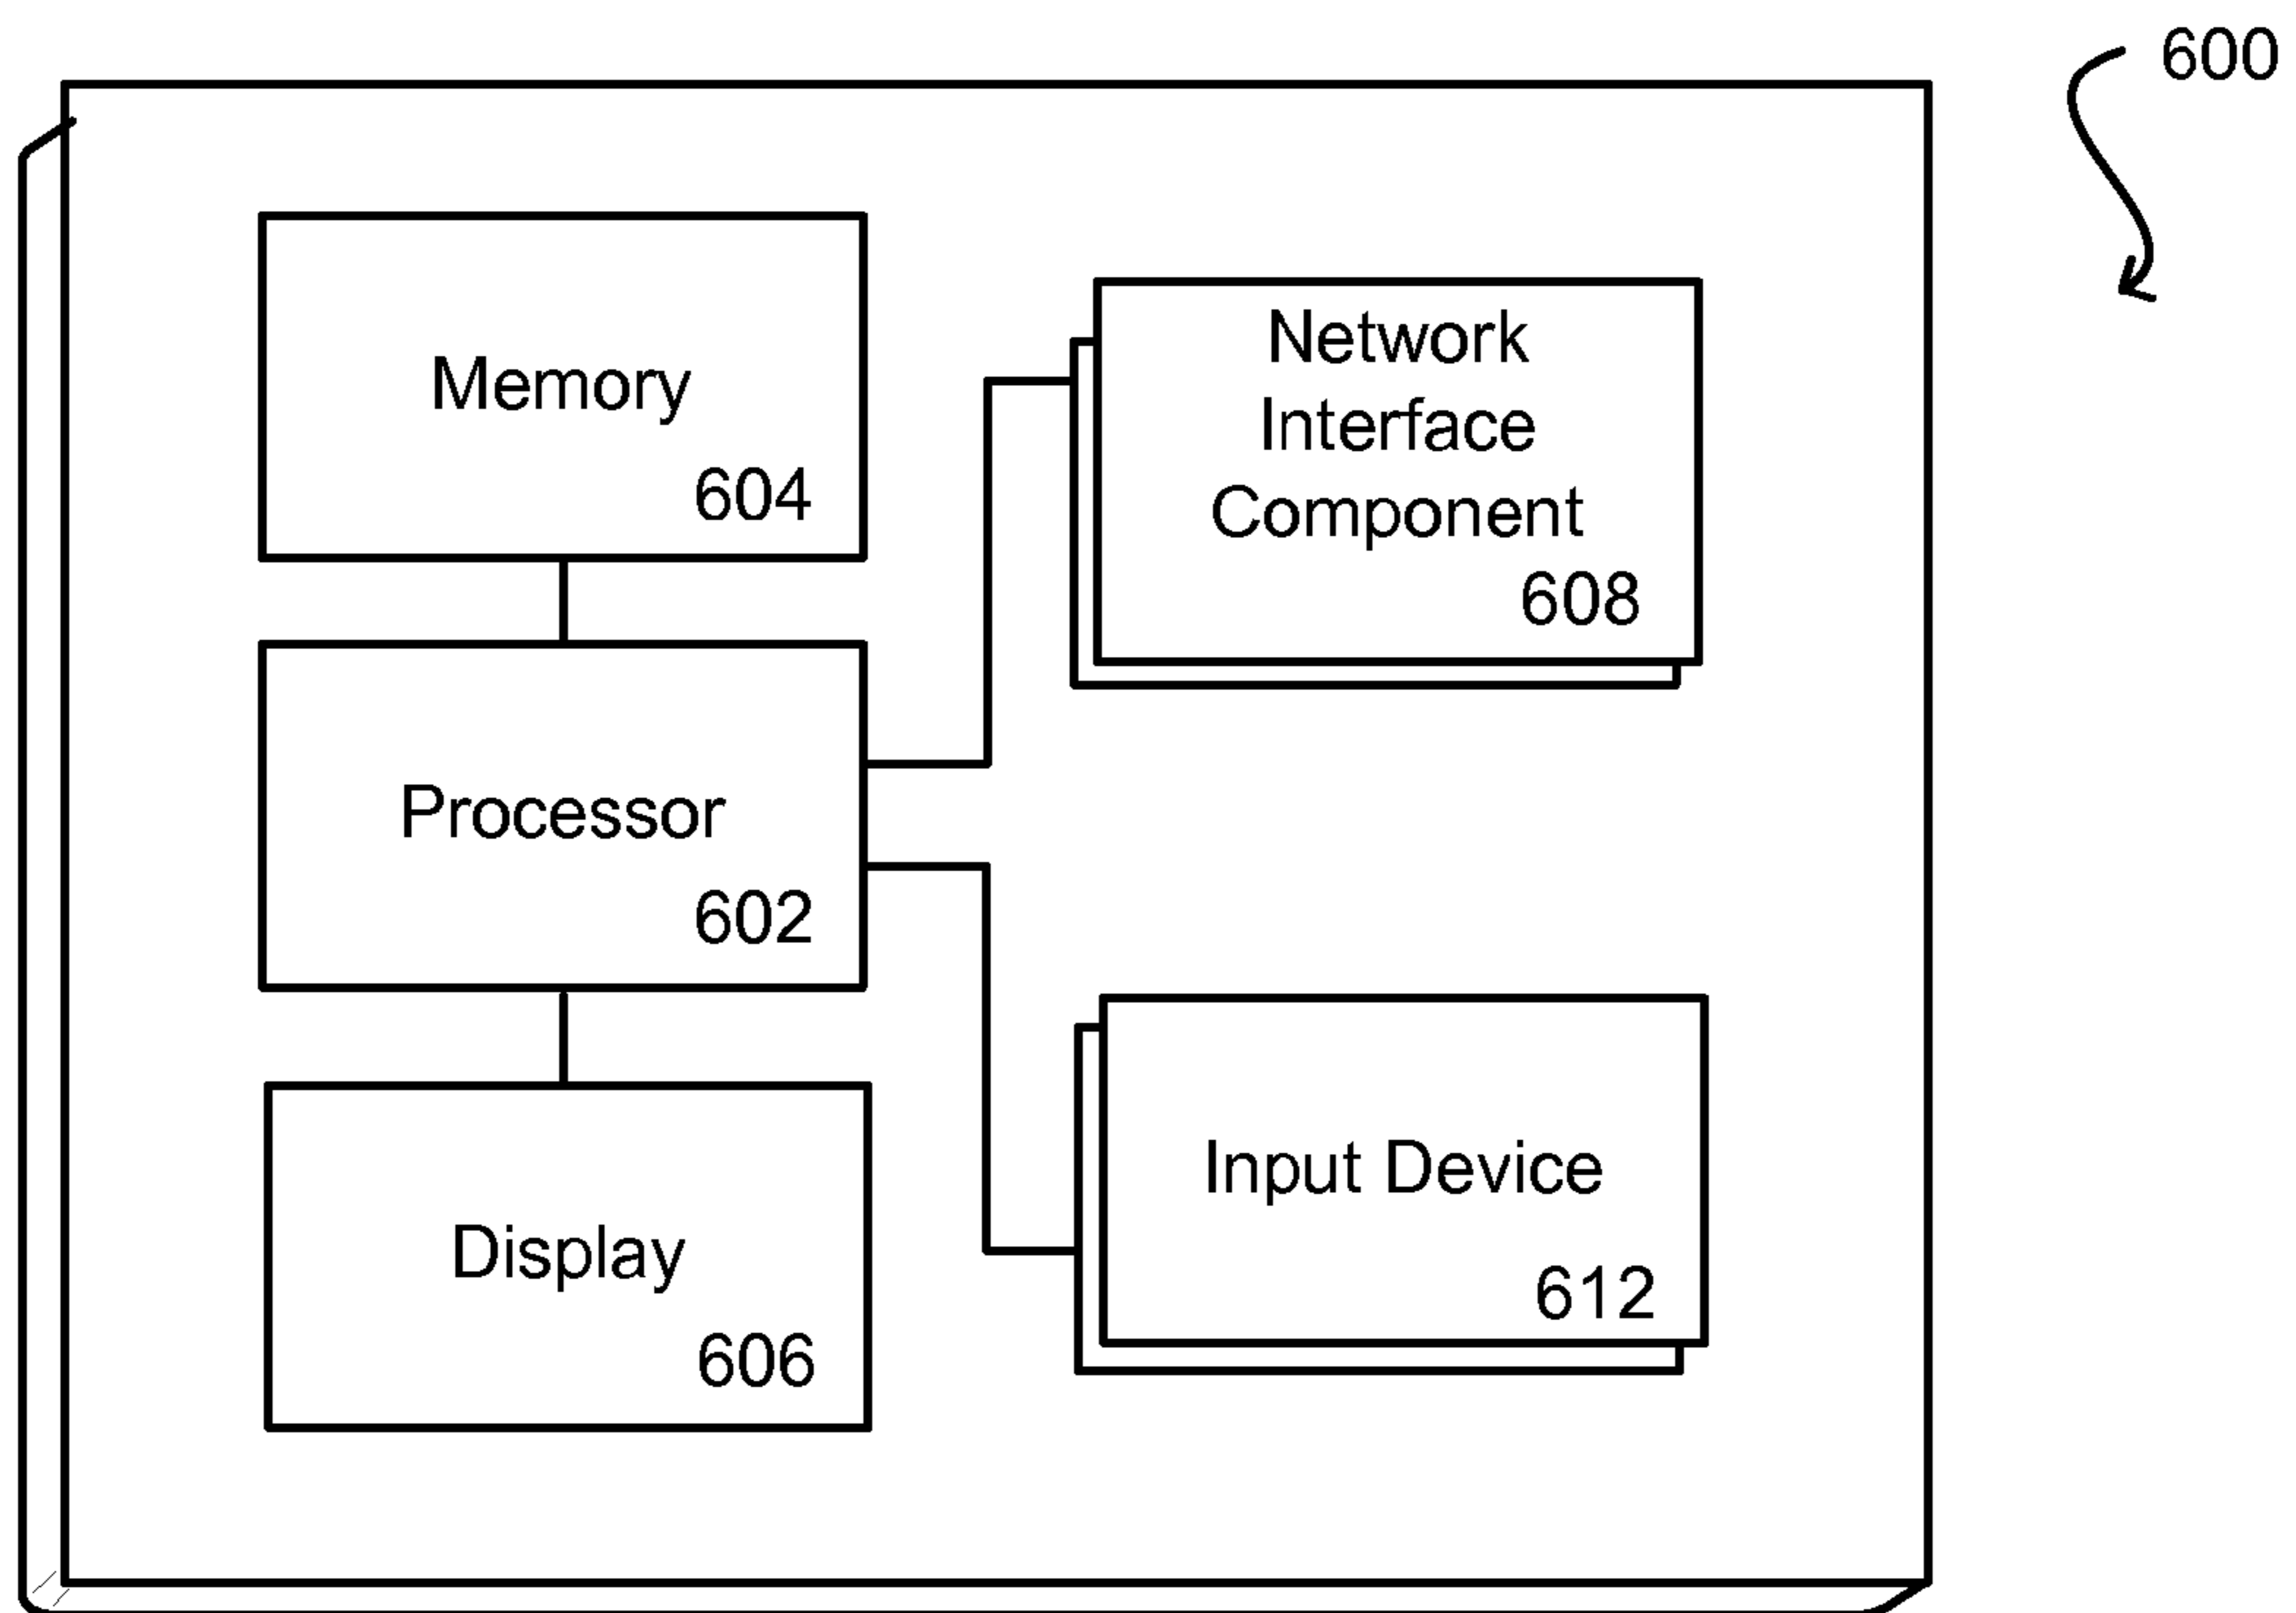 600
Memory
604
Network
Interface
Component
608
Processor
602
Input Device
612
Display
606